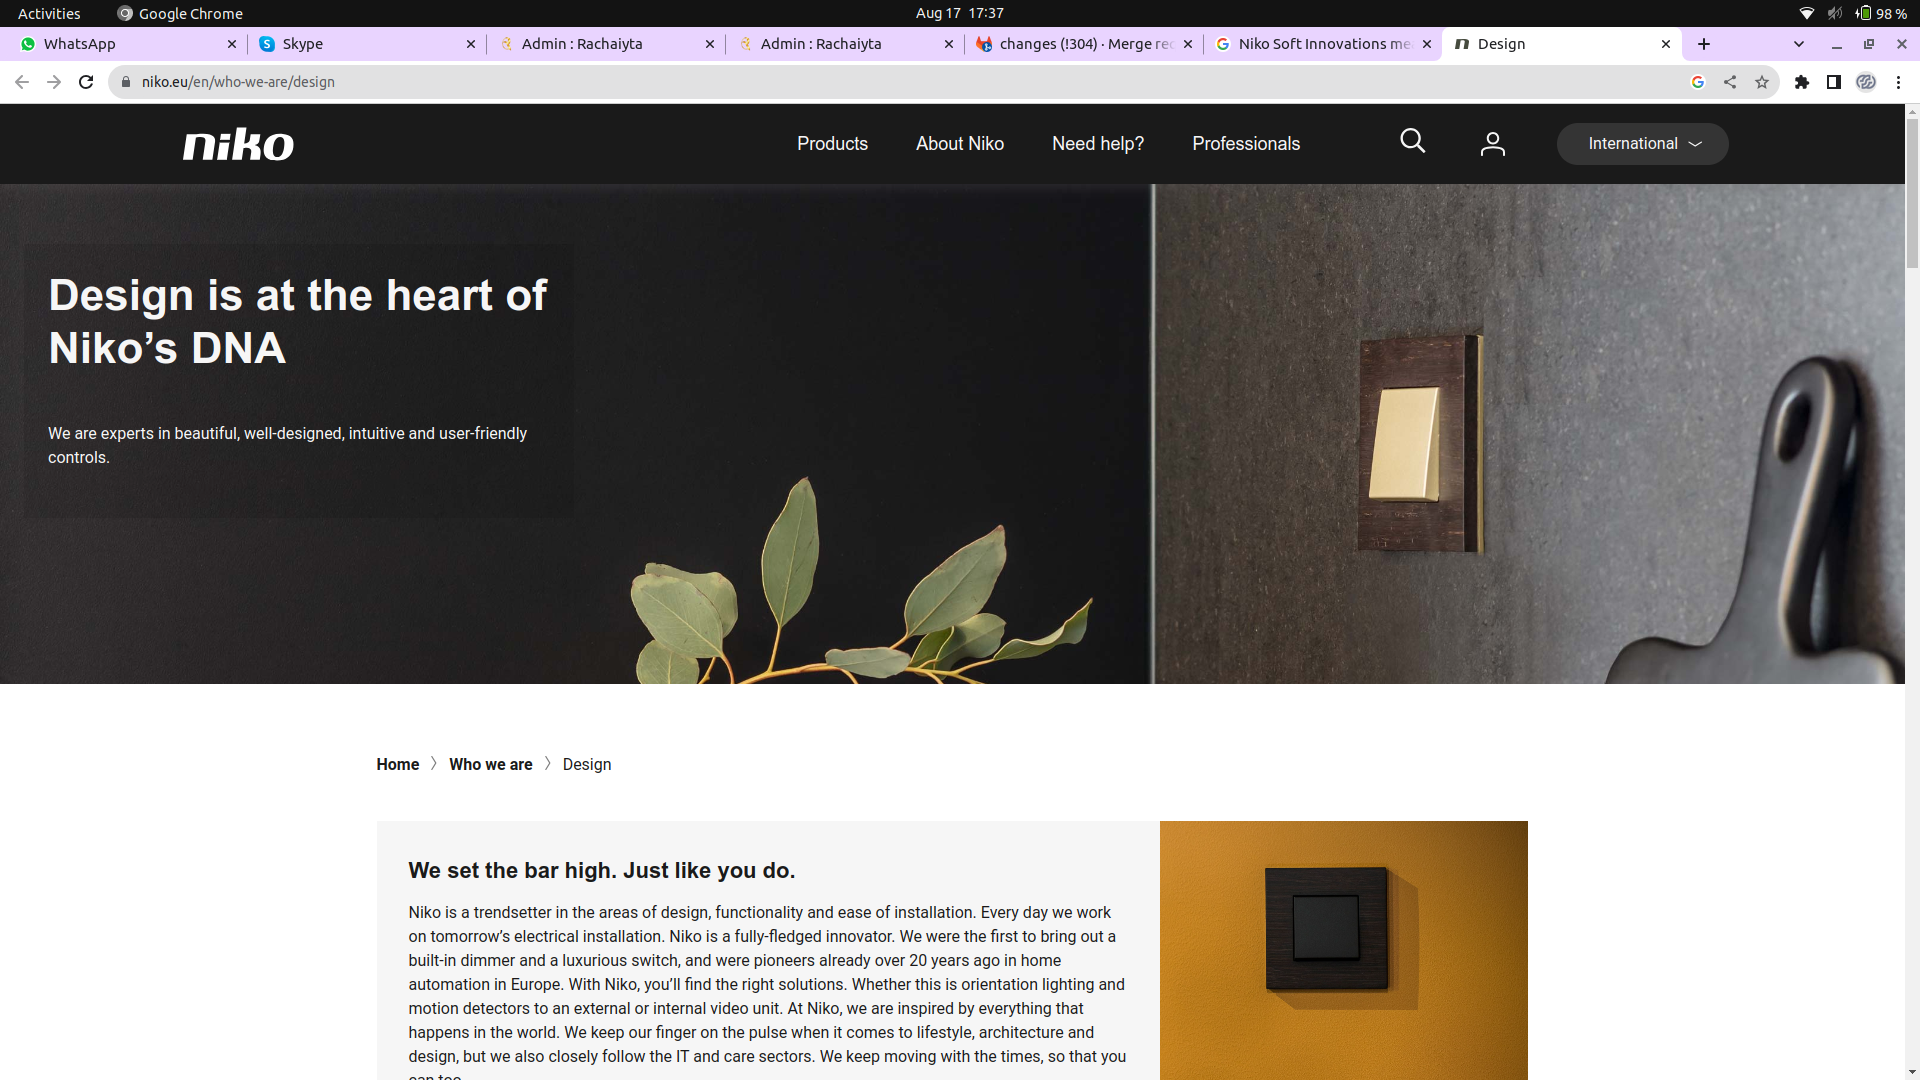 Activities
Google Chrome
Aug 17 17:37
98 %
WhatsApp
Skype
Admin : Rachaiyta
Admin : Rachaiyta
changes (!304) · Merge re
Niko Soft Innovations me
Design
niko.eu/en/who-we-are/design
niko
Products
About Niko
Need help?
Professionals
International
Design is at the heart of
Niko’s DNA
We are experts in beautiful, well-designed, intuitive and user-friendly
controls.
Home
Who we are
Design
We set the bar high. Just like you do.
Niko is a trendsetter in the areas of design, functionality and ease of installation. Every day we work
on tomorrow’s electrical installation. Niko is a fully-fledged innovator. We were the first to bring out a
built-in dimmer and a luxurious switch, and were pioneers already over 20 years ago in home
automation in Europe. With Niko, you’ll find the right solutions. Whether this is orientation lighting and
motion detectors to an external or internal video unit. At Niko, we are inspired by everything that
happens in the world. We keep our finger on the pulse when it comes to lifestyle, architecture and
design, but we also closely follow the IT and care sectors. We keep moving with the times, so that you
can too.